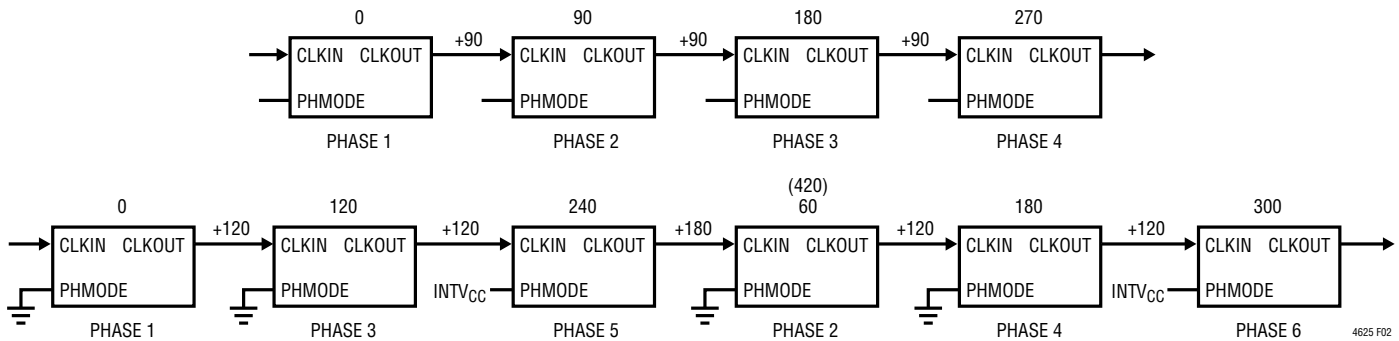 0 90 180 270
+90 +90 +90
CLKIN CLKOUT CLKIN CLKOUT CLKIN CLKOUT CLKIN CLKOUT
PHMODE PHMODE PHMODE PHMODE
PHASE 1 PHASE 2 PHASE 3 PHASE 4
(420)
0 120 240 60 180 300
+120 +120 +180 +120 +120
CLKIN CLKOUT CLKIN CLKOUT CLKIN CLKOUT CLKIN CLKOUT CLKIN CLKOUT CLKIN CLKOUT
PHMODE PHMODE INTVCC PHMODE PHMODE PHMODE INTVCC PHMODE
PHASE 1 PHASE 3 PHASE 5 PHASE 2 PHASE 4 PHASE 6 4625 F02